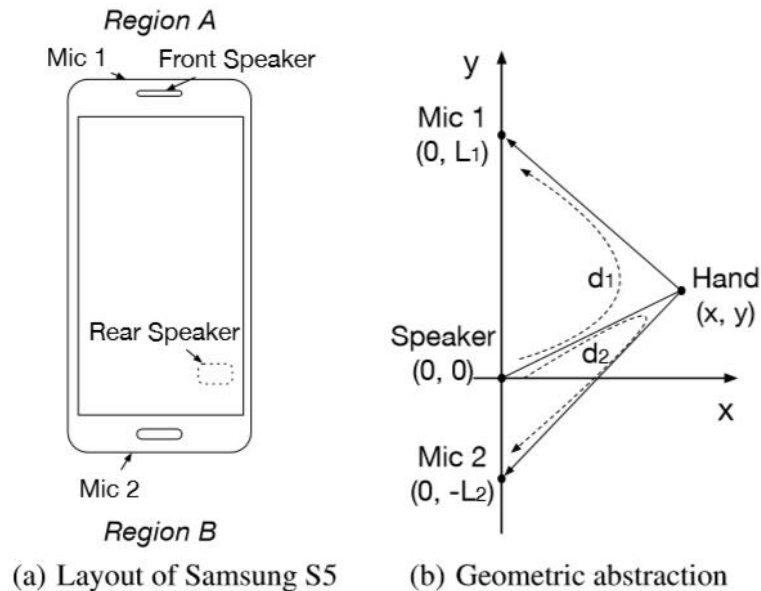 Region A
Mic 1
Front Speaker
Rear Speaker
Mic 2
Region B
(a) Layout of Samsung S5
y
Mic 1
(0, L₁)
d₁
Hand
(x, y)
Speaker
(0, 0)
d₂
x
Mic 2
(0, -L₂)
(b) Geometric abstraction